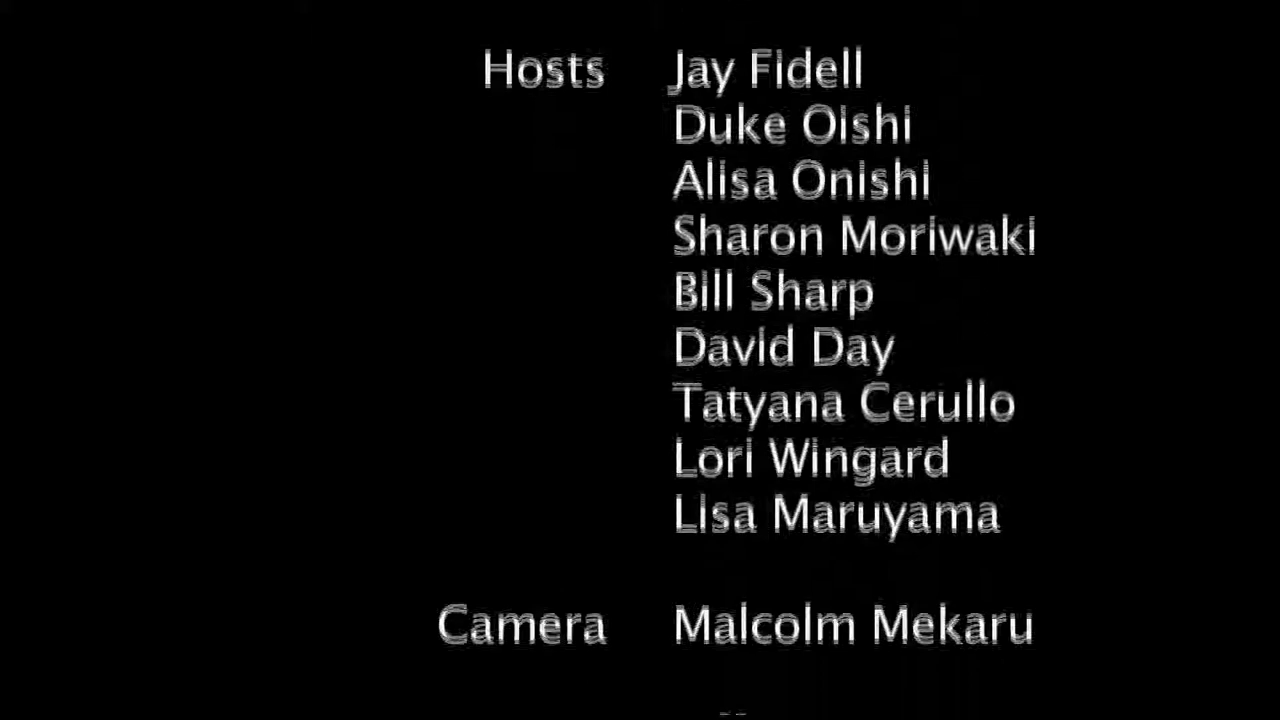 Hosts Jay Fidell
Duke Oishi
Alisa Onishi
Sharon Moriwaki
Bill Sharp
David Day
Tatyana Cerullo
Lori Wingard
Lisa Maruyama
Camera Malcolm Mekaru